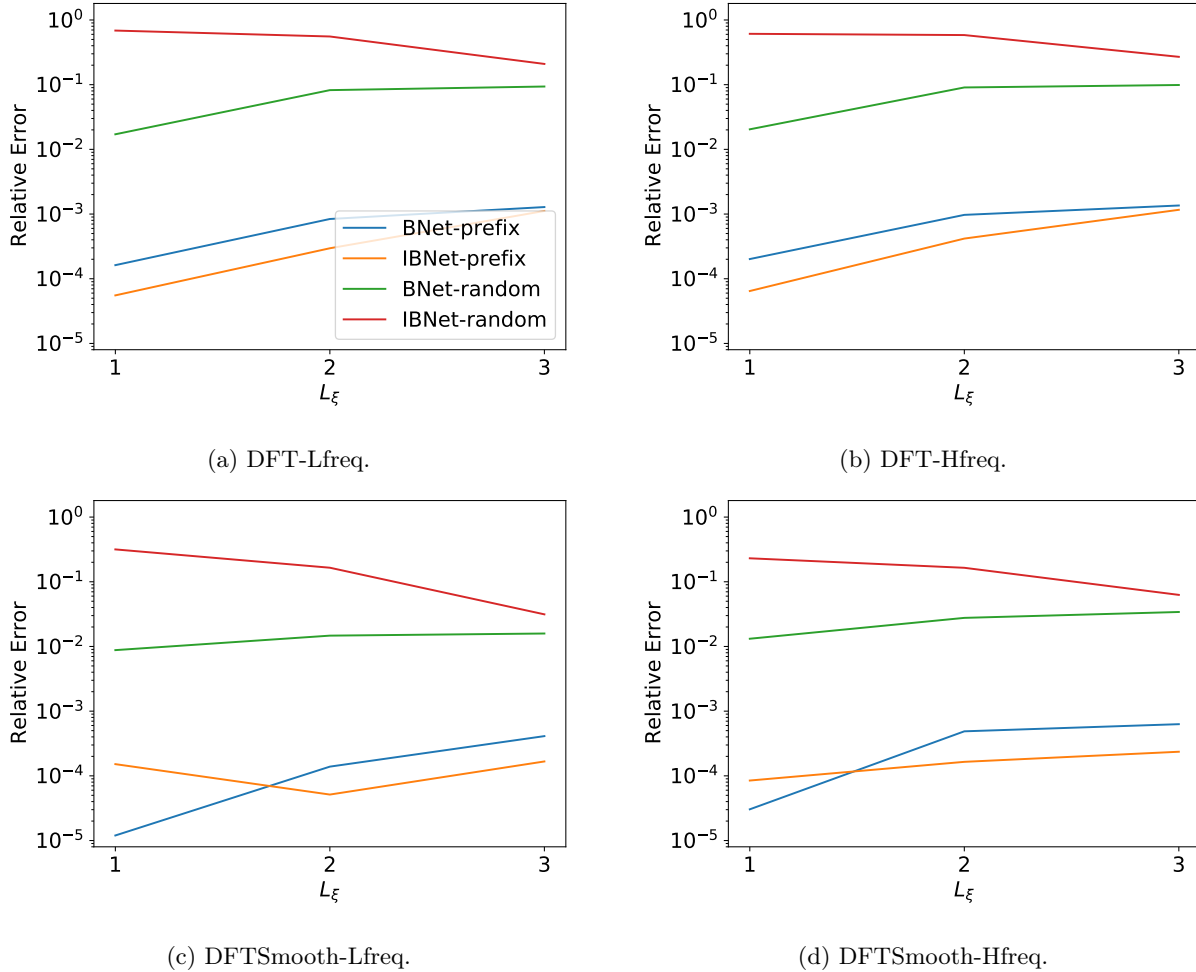 10^0
10^-1
10^-2
10^-3
10^-4
10^-5
Relative Error
1 2 3
L_ξ
BNet-prefix
IBNet-prefix
BNet-random
IBNet-random
(a) DFT-Lfreq.
10^0
10^-1
10^-2
10^-3
10^-4
10^-5
Relative Error
1 2 3
L_ξ
(b) DFT-Hfreq.
10^0
10^-1
10^-2
10^-3
10^-4
10^-5
Relative Error
1 2 3
L_ξ
(c) DFTSmooth-Lfreq.
10^0
10^-1
10^-2
10^-3
10^-4
10^-5
Relative Error
1 2 3
L_ξ
(d) DFTSmooth-Hfreq.